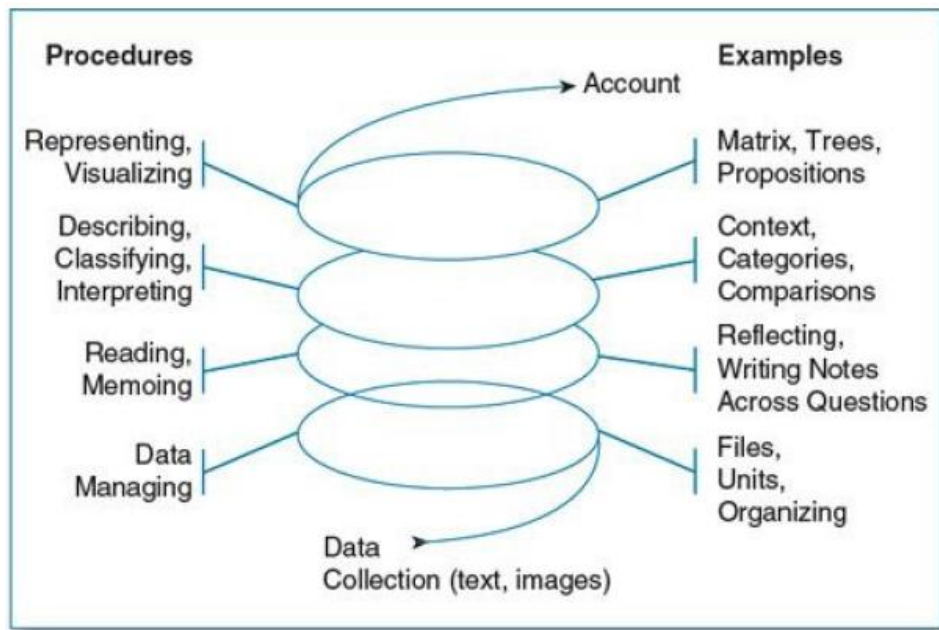 Procedures
Examples
Account
Representing,
Visualizing
Matrix, Trees,
Propositions
Describing,
Classifying,
Interpreting
Context,
Categories,
Comparisons
Reading,
Memoing
Reflecting,
Writing Notes
Across Questions
Data
Managing
Files,
Units,
Organizing
Data
Collection (text, images)